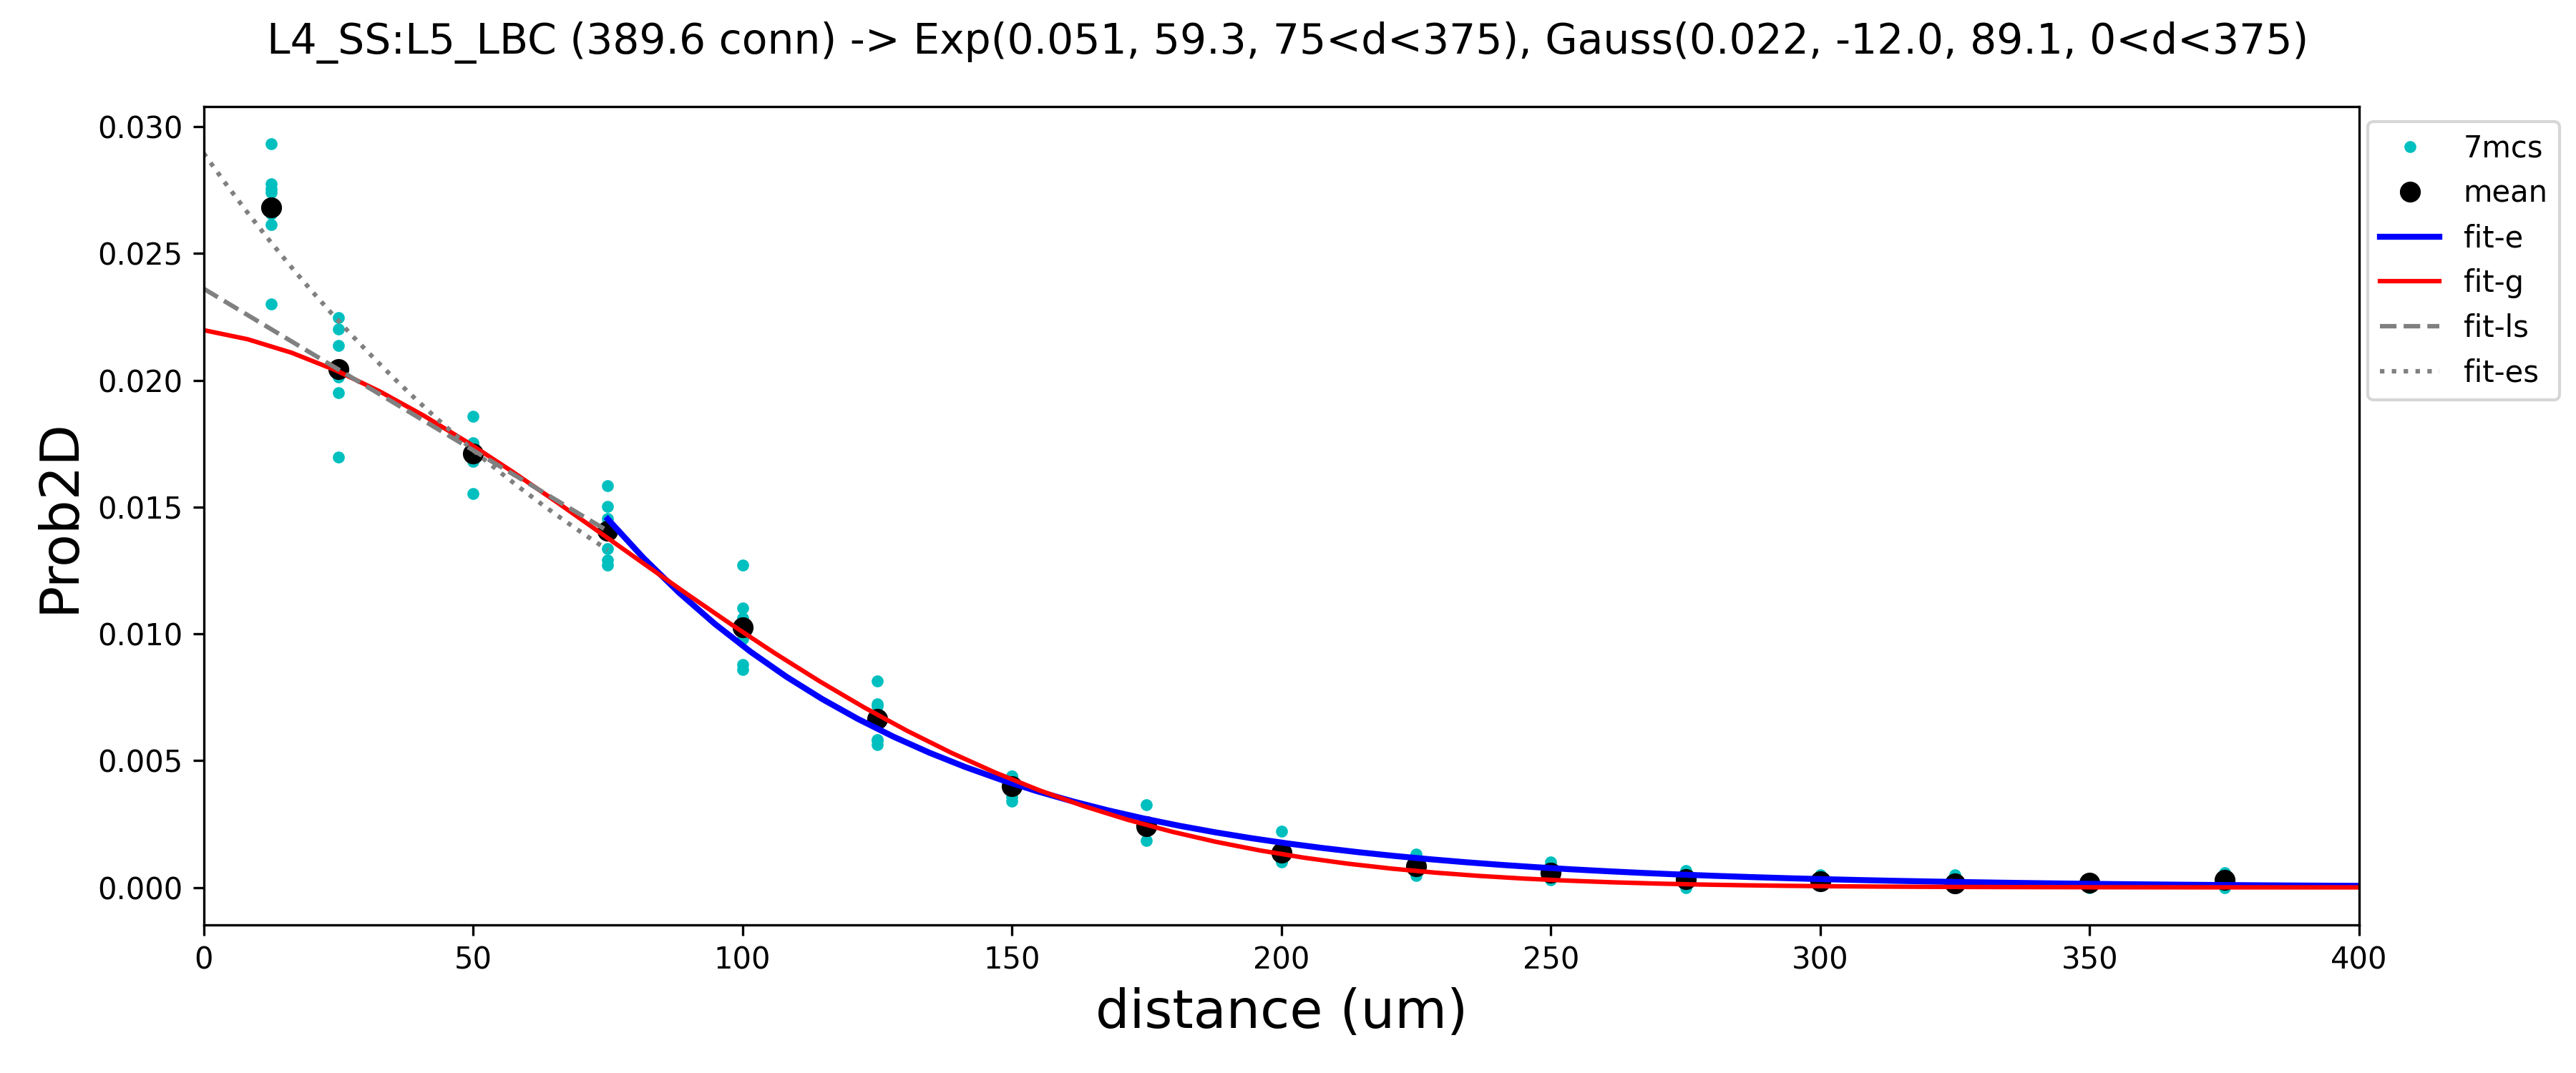 L4_SS:L5_LBC (389.6 conn) -> Exp(0.051, 59.3, 75<d<375), Gauss(0.022, -12.0, 89.1, 0<d<375)
0.030
0.025
0.020
0.015
0.010
0.005
0.000
Prob2D
0 50 100 150 200 250 300 350 400
distance (um)
7mcs
mean
fit-e
fit-g
fit-ls
fit-es